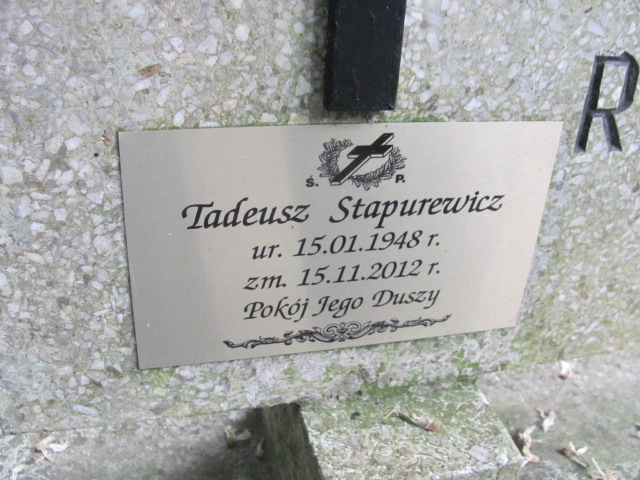 Ś. P.
Tadeusz Stapurewicz
ur. 15.01.1948 r.
zm. 15.11.2012 r.
Pokój Jego Duszy
R